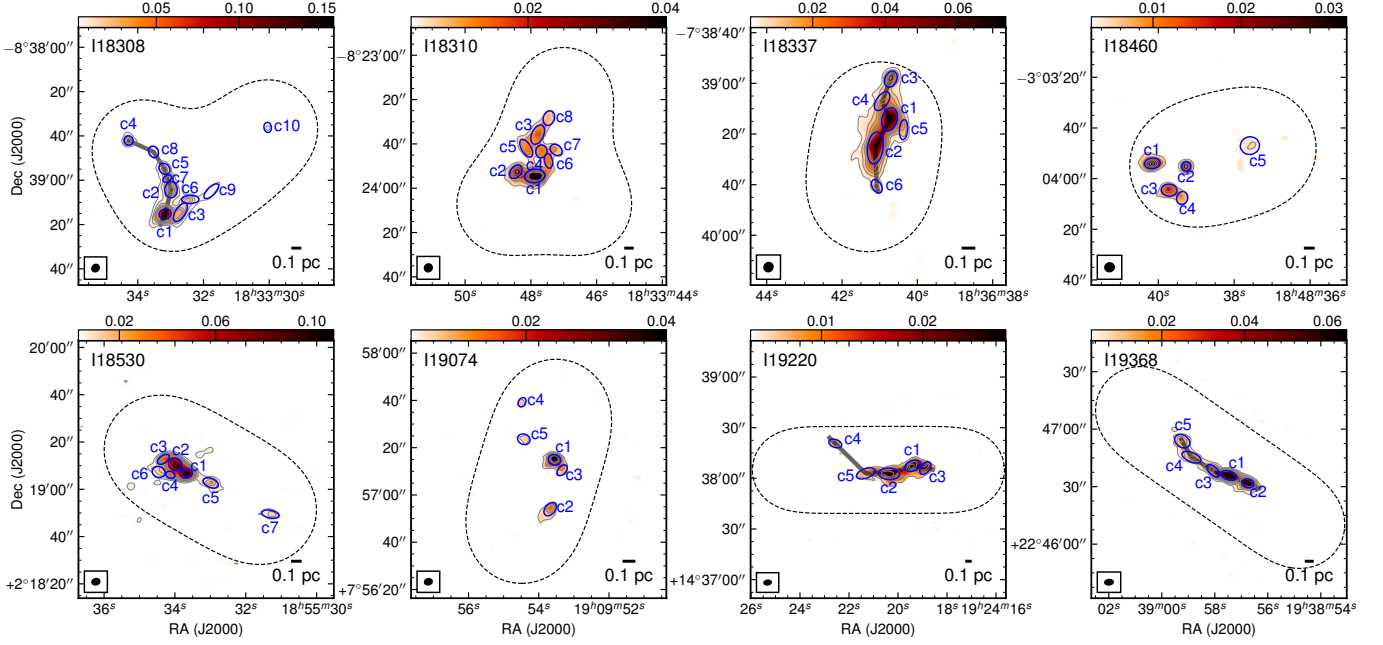 0.05 0.10 0.15
I18308
−8°38′00″
20″
40″
39′00″
20″
40″
Dec (J2000)
c4
c8
c5
c7
c2
c6
c9
c3
c1
c10
0.1 pc
34ˢ 32ˢ 18ʰ33ᵐ30ˢ
0.02 0.04
I18310
−8°23′00″
20″
40″
24′00″
20″
40″
c8
c3
c5
c7
c4
c6
c2
c1
0.1 pc
50ˢ 48ˢ 46ˢ 18ʰ33ᵐ44ˢ
0.02 0.04 0.06
I18337
−7°38′40″
39′00″
20″
40″
40′00″
c3
c4
c1
c5
c2
c6
0.1 pc
44ˢ 42ˢ 40ˢ 18ʰ36ᵐ38ˢ
0.01 0.02 0.03
I18460
−3°03′20″
40″
04′00″
20″
40″
c1
c2
c3
c4
c5
0.1 pc
40ˢ 38ˢ 18ʰ48ᵐ36ˢ
0.02 0.06 0.10
I18530
20′00″
40″
20″
19′00″
40″
+2°18′20″
Dec (J2000)
c3
c2
c1
c6
c4
c5
c7
0.1 pc
36ˢ 34ˢ 32ˢ 18ʰ55ᵐ30ˢ
RA (J2000)
0.02 0.04
I19074
58′00″
40″
20″
57′00″
40″
+7°56′20″
c4
c5
c1
c3
c2
0.1 pc
56ˢ 54ˢ 19ʰ09ᵐ52ˢ
RA (J2000)
0.01 0.02
I19220
39′00″
30″
38′00″
30″
+14°37′00″
c4
c1
c5
c2
c3
0.1 pc
26ˢ 24ˢ 22ˢ 20ˢ 18ˢ 19ʰ24ᵐ16ˢ
RA (J2000)
0.02 0.04 0.06
I19368
30″
47′00″
30″
+22°46′00″
c5
c4
c1
c3
c2
0.1 pc
02ˢ 39ᵐ00ˢ 58ˢ 56ˢ 19ʰ38ᵐ54ˢ
RA (J2000)